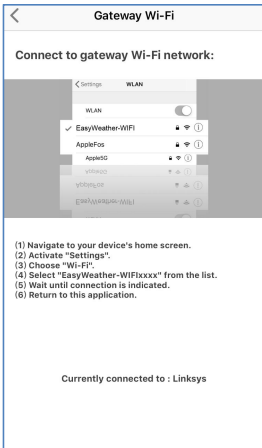 Gateway Wi-Fi
Connect to gateway Wi-Fi network:
Settings WLAN
WLAN
EasyWeather-WIFI
AppleFos
Apple5G
(1) Navigate to your device's home screen.
(2) Activate "Settings".
(3) Choose "Wi-Fi".
(4) Select "EasyWeather-WIFIxxxx" from the list.
(5) Wait until connection is indicated.
(6) Return to this application.
Currently connected to : Linksys